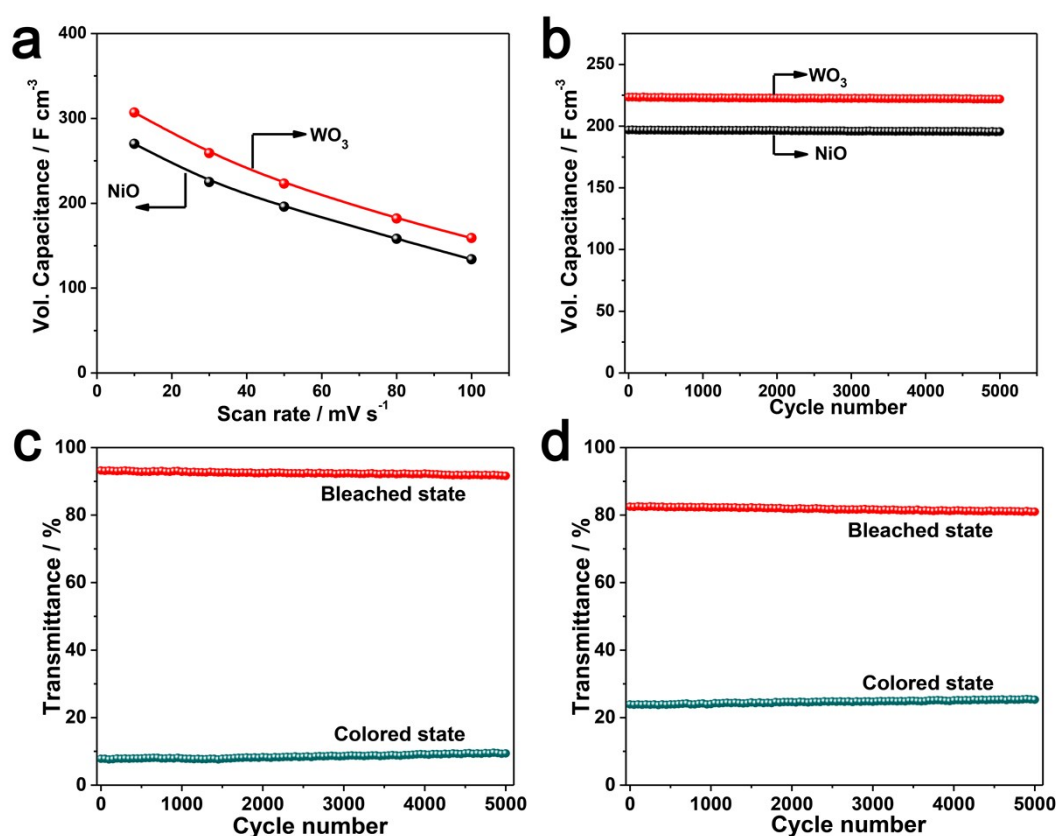 a
Vol. Capacitance / F cm-3
400
300
200
100
0
WO3
NiO
0 20 40 60 80 100
Scan rate / mV s-1
b
Vol. Capacitance / F cm-3
250
200
150
100
50
0
WO3
NiO
0 1000 2000 3000 4000 5000
Cycle number
c
Transmittance / %
100
80
60
40
20
0
Bleached state
Colored state
0 1000 2000 3000 4000 5000
Cycle number
d
Transmittance / %
100
80
60
40
20
0
Bleached state
Colored state
0 1000 2000 3000 4000 5000
Cycle number